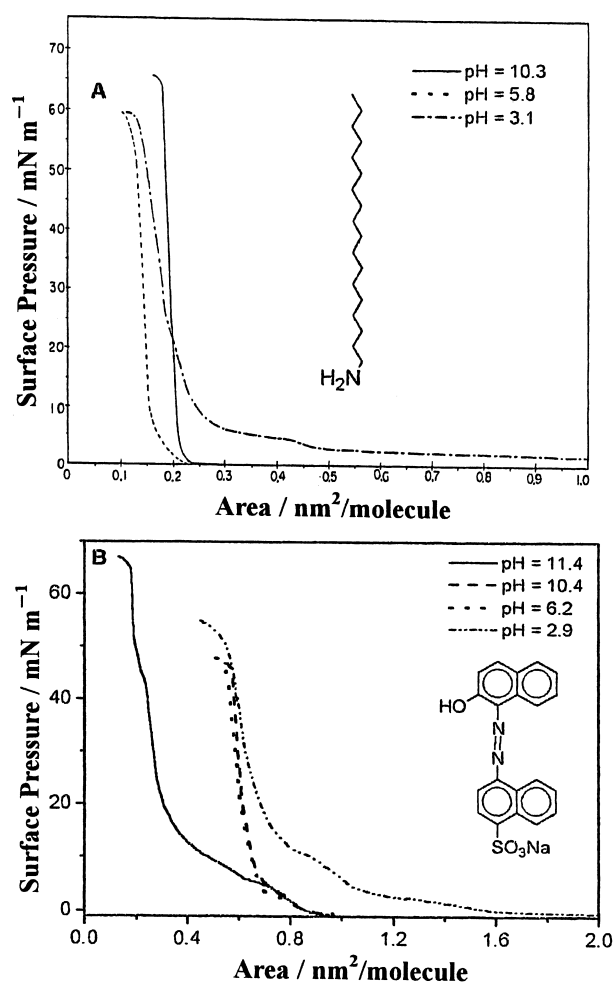 A
pH = 10.3
pH = 5.8
pH = 3.1
Surface Pressure / mN m⁻¹
70
60
50
40
30
20
10
0
H₂N
0 0.1 0.2 0.3 0.4 0.5 0.6 0.7 0.8 0.9 1.0
Area / nm²/molecule
B
pH = 11.4
pH = 10.4
pH = 6.2
pH = 2.9
Surface Pressure / mN m⁻¹
60
40
20
0
HO
N
N
SO₃Na
0.0 0.4 0.8 1.2 1.6 2.0
Area / nm²/molecule